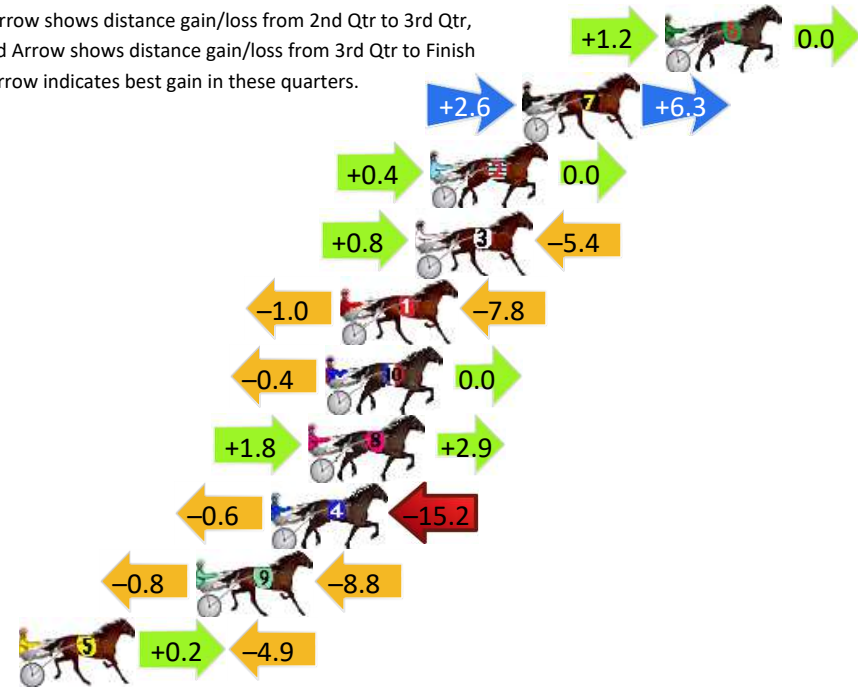 rrow shows distance gain/loss from 2nd Qtr to 3rd Qtr,
d Arrow shows distance gain/loss from 3rd Qtr to Finish
rrow indicates best gain in these quarters.
+1.2 6 0.0
+2.6 7 +6.3
+0.4 2 0.0
+0.8 3 –5.4
–1.0 1 –7.8
–0.4 10 0.0
+1.8 8 +2.9
–0.6 4 –15.2
–0.8 9 –8.8
5 +0.2 –4.9